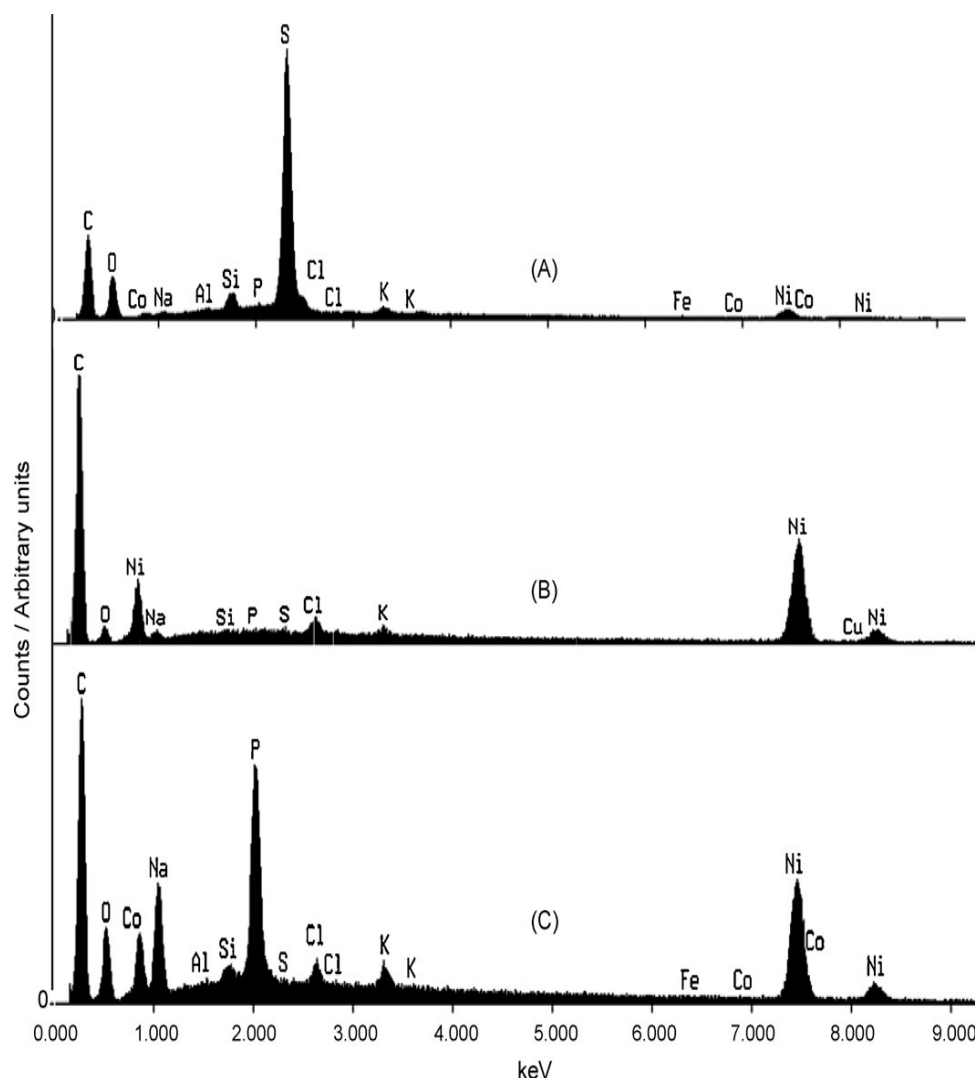 S
C
O
Co Na Al Si P Cl Cl K K Fe Co Ni Co Ni
(A)
C
Ni
O Na Si P S Cl K Ni Cu Ni
(B)
C
P
Na
O Co Al Si S Cl Cl K K Fe Co Ni Co Ni
(C)
0
0.000 1.000 2.000 3.000 4.000 5.000 6.000 7.000 8.000 9.000
keV
Counts / Arbitrary units